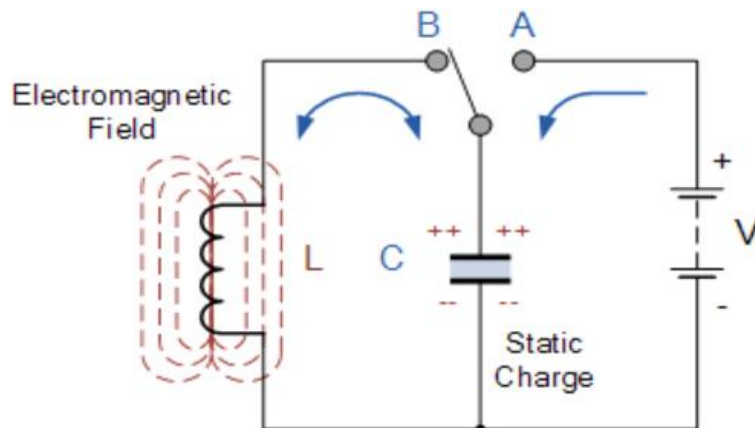 B A
Electromagnetic
Field
+
V
++ ++
L C
-- --
-
Static
Charge